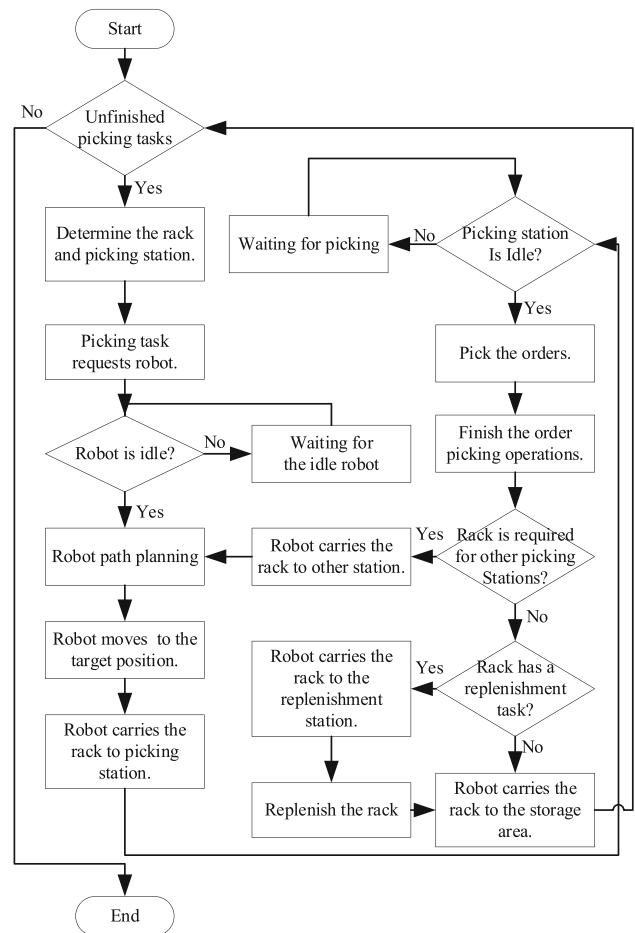 Start
No
Unfinished
picking tasks
Yes
Determine the rack
and picking station.
Picking task
requests robot.
Robot is idle?
No
Waiting for
the idle robot
Yes
Robot path planning
Robot moves to the
target position.
Robot carries the
rack to picking
station.
Waiting for picking
No
Picking station
Is Idle?
Yes
Pick the orders.
Finish the order
picking operations.
Rack is required
for other picking
Stations?
Yes
Robot carries the
rack to other station.
No
Rack has a
replenishment
task?
Yes
Robot carries the
rack to the
replenishment
station.
Replenish the rack
No
Robot carries the
rack to the storage
area.
End